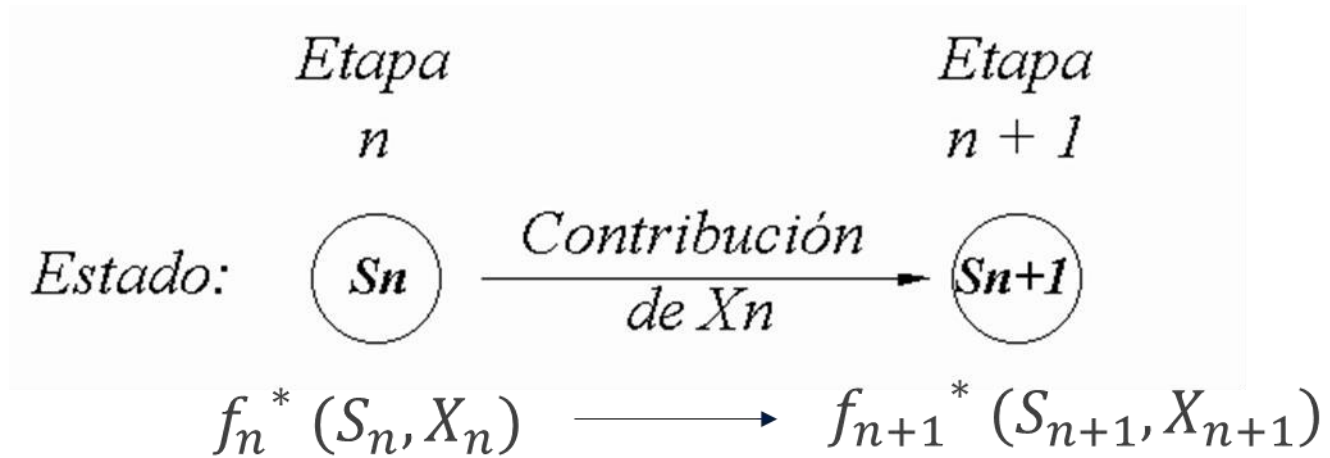 Etapa Etapa
n n + 1
Estado: Sn Contribución de Xn Sn+1
f_n^* (S_n, X_n) f_{n+1}^* (S_{n+1}, X_{n+1})